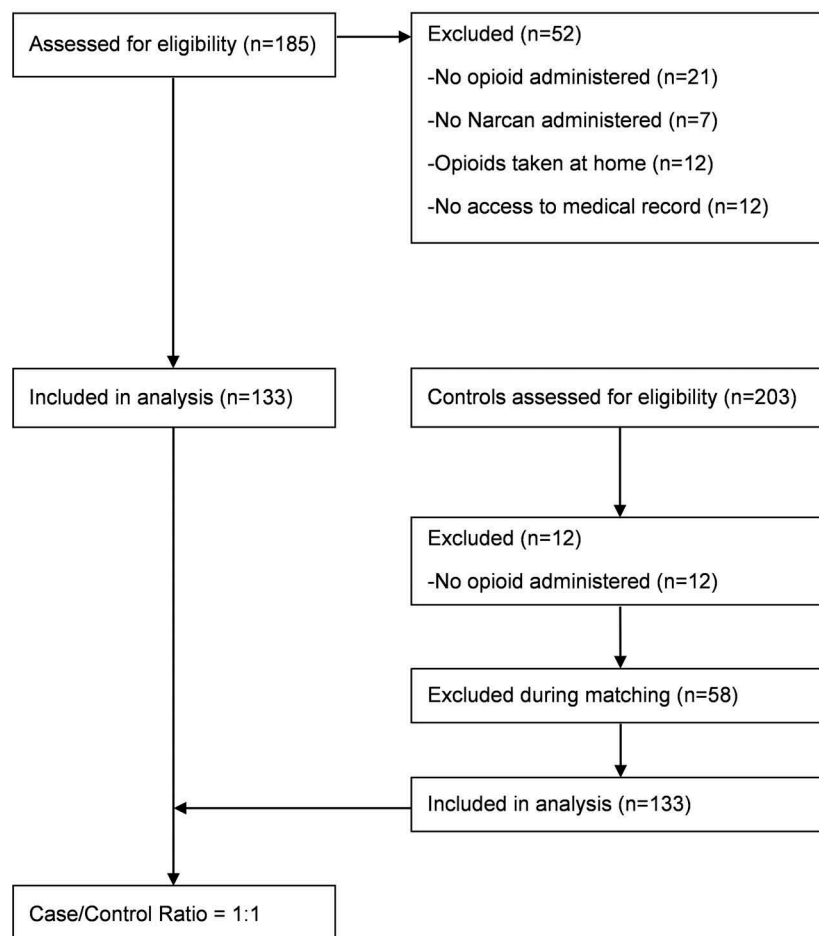 Assessed for eligibility (n=185)
Excluded (n=52)
-No opioid administered (n=21)
-No Narcan administered (n=7)
-Opioids taken at home (n=12)
-No access to medical record (n=12)
Included in analysis (n=133)
Controls assessed for eligibility (n=203)
Excluded (n=12)
-No opioid administered (n=12)
Excluded during matching (n=58)
Included in analysis (n=133)
Case/Control Ratio = 1:1